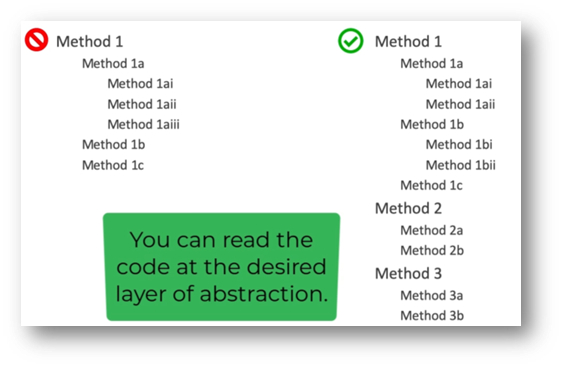 Method 1
Method 1a
Method 1ai
Method 1aii
Method 1aiii
Method 1b
Method 1c
Method 1
Method 1a
Method 1ai
Method 1aii
Method 1b
Method 1bi
Method 1bii
Method 1c
Method 2
Method 2a
Method 2b
Method 3
Method 3a
Method 3b
You can read the
code at the desired
layer of abstraction.